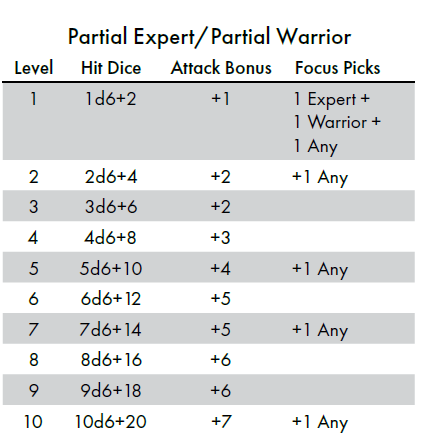 Partial Expert/Partial Warrior
Level Hit Dice Attack Bonus Focus Picks
1 1d6+2 +1 1 Expert +
1 Warrior +
1 Any
2 2d6+4 +2 +1 Any
3 3d6+6 +2
4 4d6+8 +3
5 5d6+10 +4 +1 Any
6 6d6+12 +5
7 7d6+14 +5 +1 Any
8 8d6+16 +6
9 9d6+18 +6
10 10d6+20 +7 +1 Any